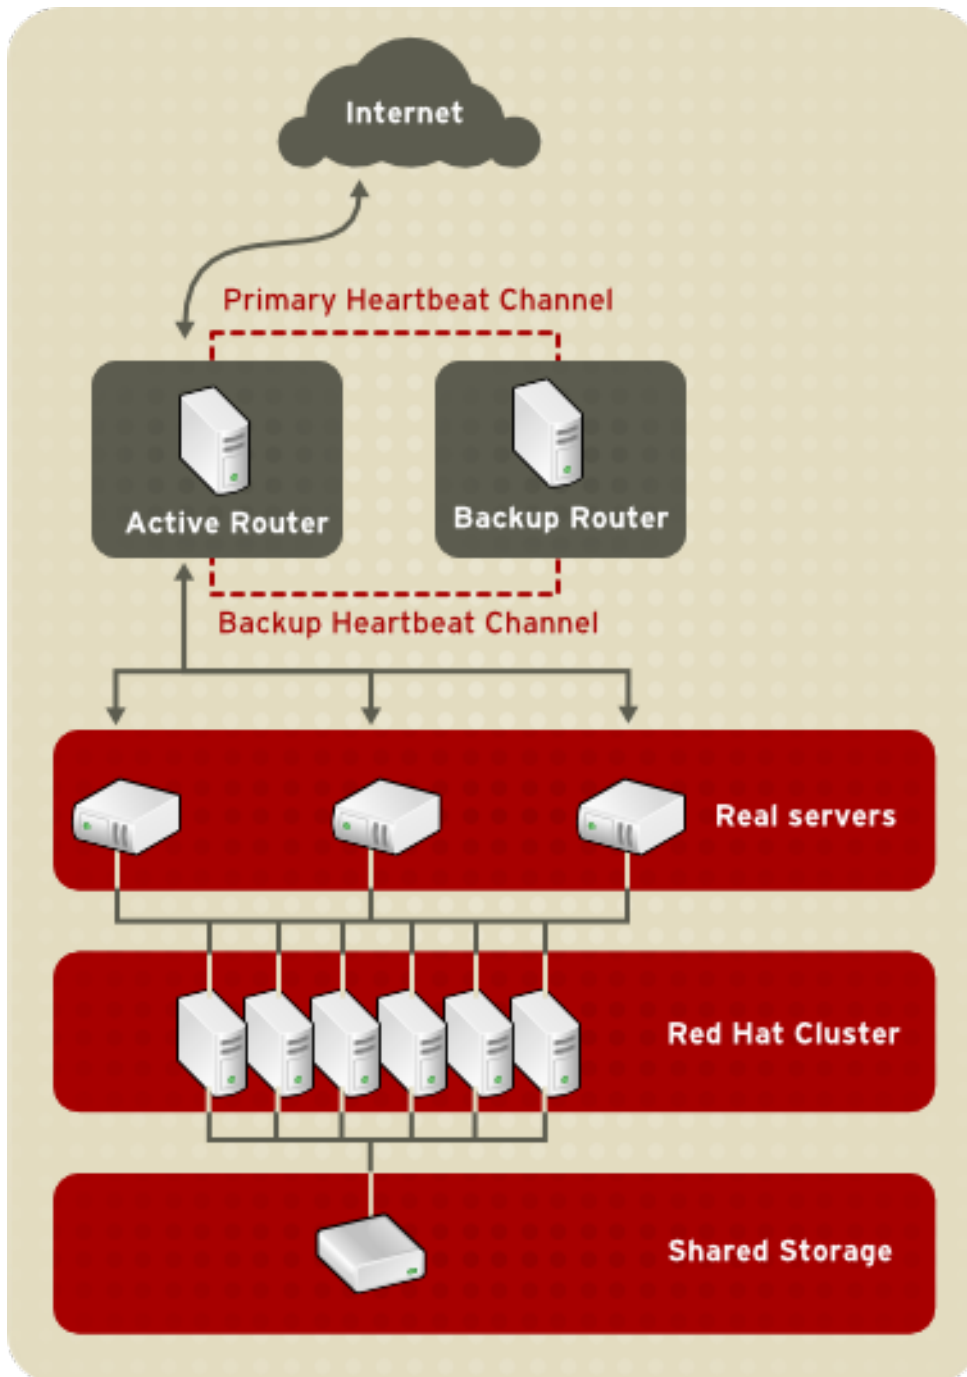 Internet
Primary Heartbeat Channel
Active Router
Backup Router
Backup Heartbeat Channel
Real servers
Red Hat Cluster
Shared Storage